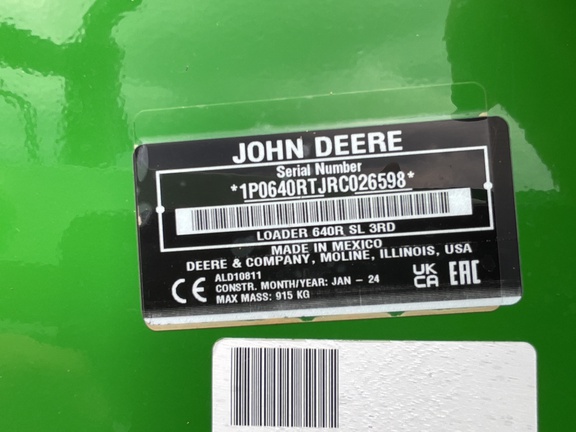 JOHN DEERE
Serial Number
*1P0640RTJRC026598*
LOADER 640R SL 3RD
MADE IN MEXICO
DEERE & COMPANY, MOLINE, ILLINOIS, USA
ALD10811
CONSTR. MONTH/YEAR: JAN - 24
MAX MASS: 915 KG
CE
UK
CA
EAC